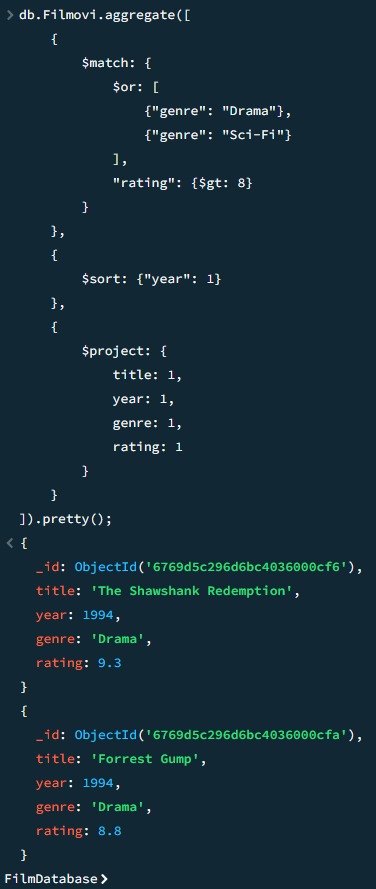 > db.Filmovi.aggregate([
    {
        $match: {
            $or: [
                {"genre": "Drama"},
                {"genre": "Sci-Fi"}
            ],
            "rating": {$gt: 8}
        }
    },
    {
        $sort: {"year": 1}
    },
    {
        $project: {
            title: 1,
            year: 1,
            genre: 1,
            rating: 1
        }
    }
]).pretty();
< {
  _id: ObjectId('6769d5c296d6bc4036000cf6'),
  title: 'The Shawshank Redemption',
  year: 1994,
  genre: 'Drama',
  rating: 9.3
}
{
  _id: ObjectId('6769d5c296d6bc4036000cfa'),
  title: 'Forrest Gump',
  year: 1994,
  genre: 'Drama',
  rating: 8.8
}
FilmDatabase>